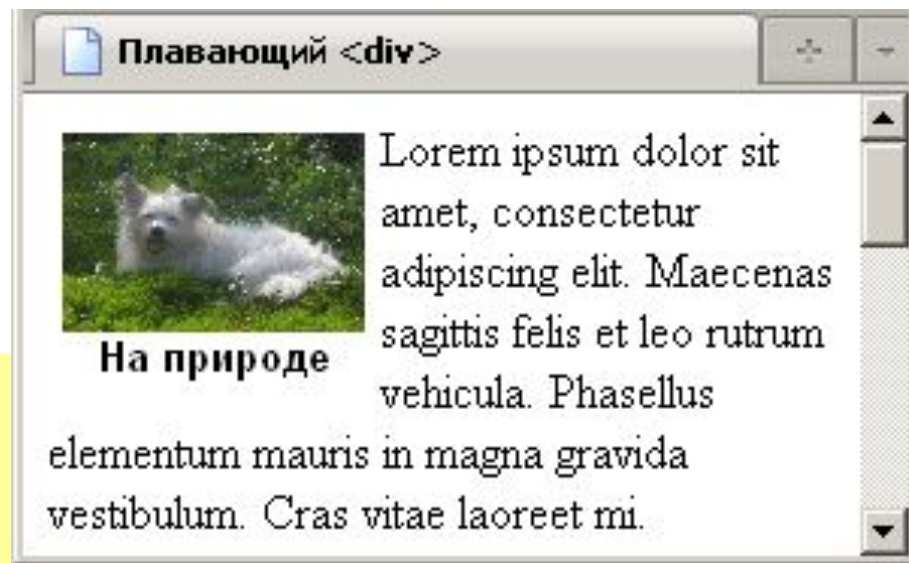 Плавающий <div>
Lorem ipsum dolor sit
amet, consectetur
adipiscing elit. Maecenas
sagittis felis et leo rutrum
На природе
vehicula. Phasellus
elementum mauris in magna gravida
vestibulum. Cras vitae laoreet mi.